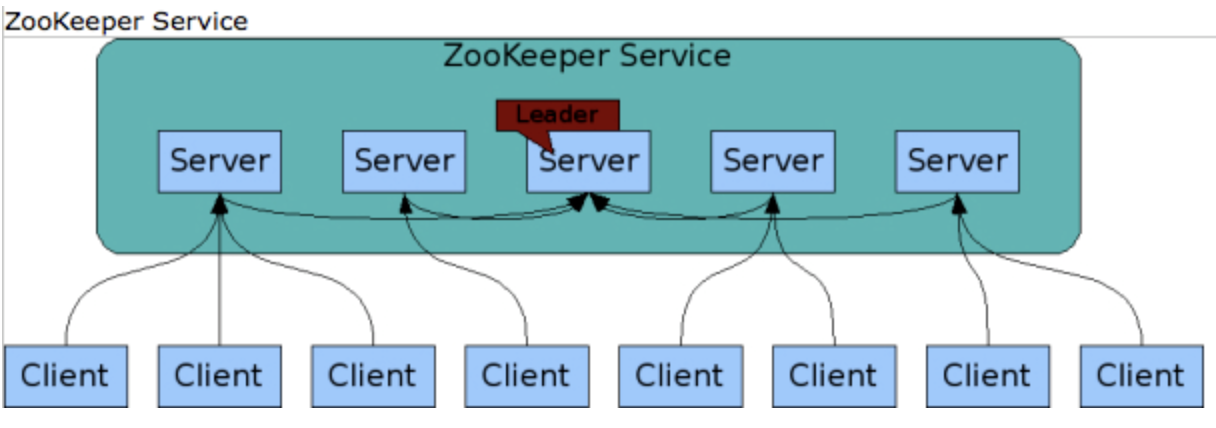 ZooKeeper Service
ZooKeeper Service
Leader
Server Server Server Server Server
Client Client Client Client Client Client Client Client